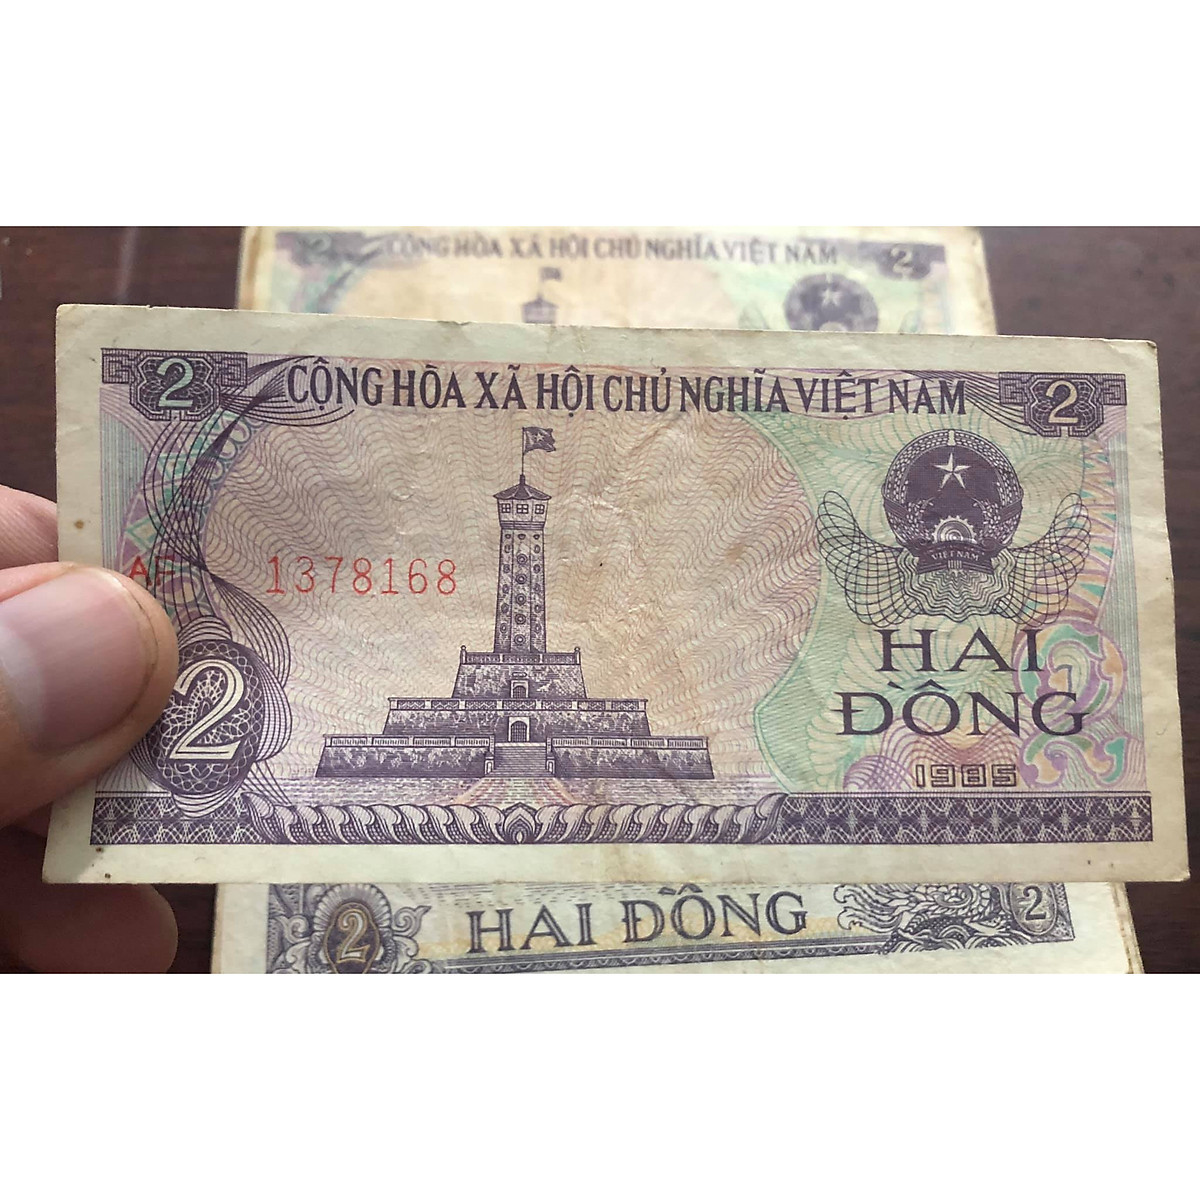 2 CỘNG HÒA XÃ HỘI CHỦ NGHĨA VIỆT NAM 2
2 CỘNG HÒA XÃ HỘI CHỦ NGHĨA VIỆT NAM 2
VIỆT NAM
1378168
HAI
ĐỒNG
2
1985
2 HAI ĐỒNG 2